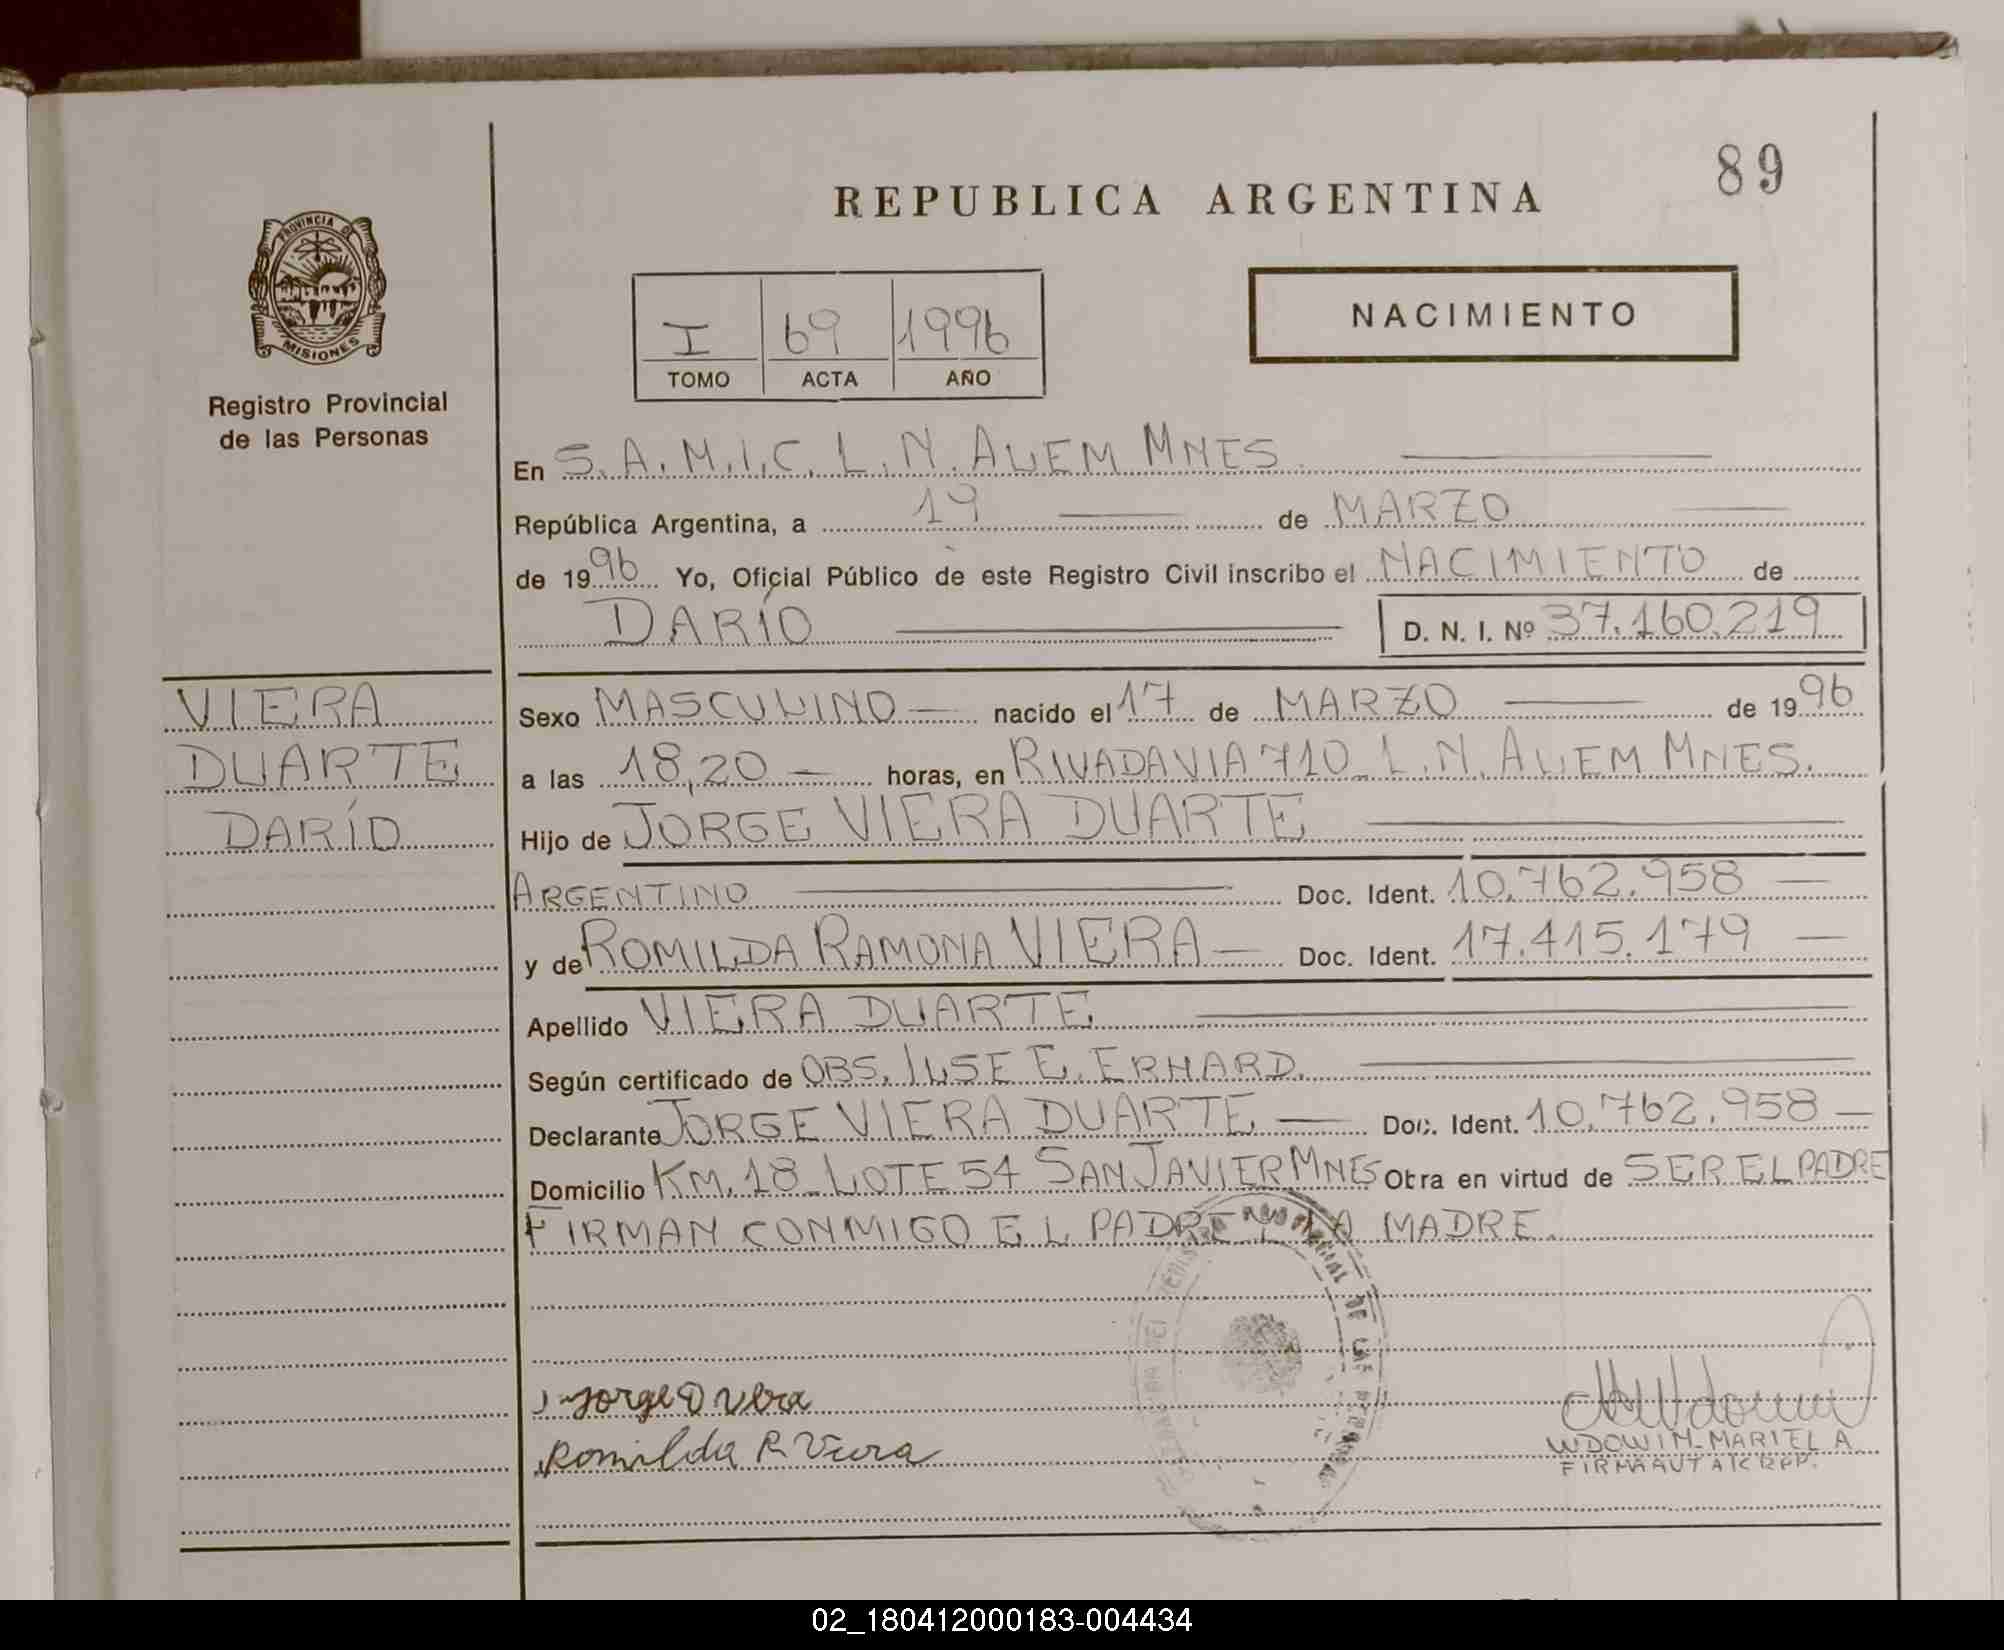 89
REPUBLICA ARGENTINA
PROVINCIA DE
MISIONES
Registro Provincial
de las Personas
I 69 1996
TOMO ACTA AÑO
NACIMIENTO
En S.A.M.I.C. L.N. ALEM MNES.
República Argentina, a 19 de MARZO
de 1996 Yo, Oficial Público de este Registro Civil inscribo el NACIMIENTO de
DARÍO D. N. I. Nº 37.160.219
VIERA
DUARTE
DARÍO
Sexo MASCULINO nacido el 17 de MARZO de 1996
a las 18,20 horas, en RIVADAVIA 710 L.N. ALEM MNES.
Hijo de JORGE VIERA DUARTE
ARGENTINO Doc. Ident. 10.762.958
y de ROMILDA RAMONA VIERA Doc. Ident. 17.415.179
Apellido VIERA DUARTE
Según certificado de OBS. ILSE E. ERHARD.
Declarante JORGE VIERA DUARTE Doc. Ident. 10.762.958
Domicilio KM. 18 LOTE 54 SAN JAVIER MNES Obra en virtud de SER EL PADRE
FIRMAN CONMIGO EL PADRE Y LA MADRE.
Jorge D Viera
Romilda R Viera
WDOWIN MARIEL A
02_180412000183-004434